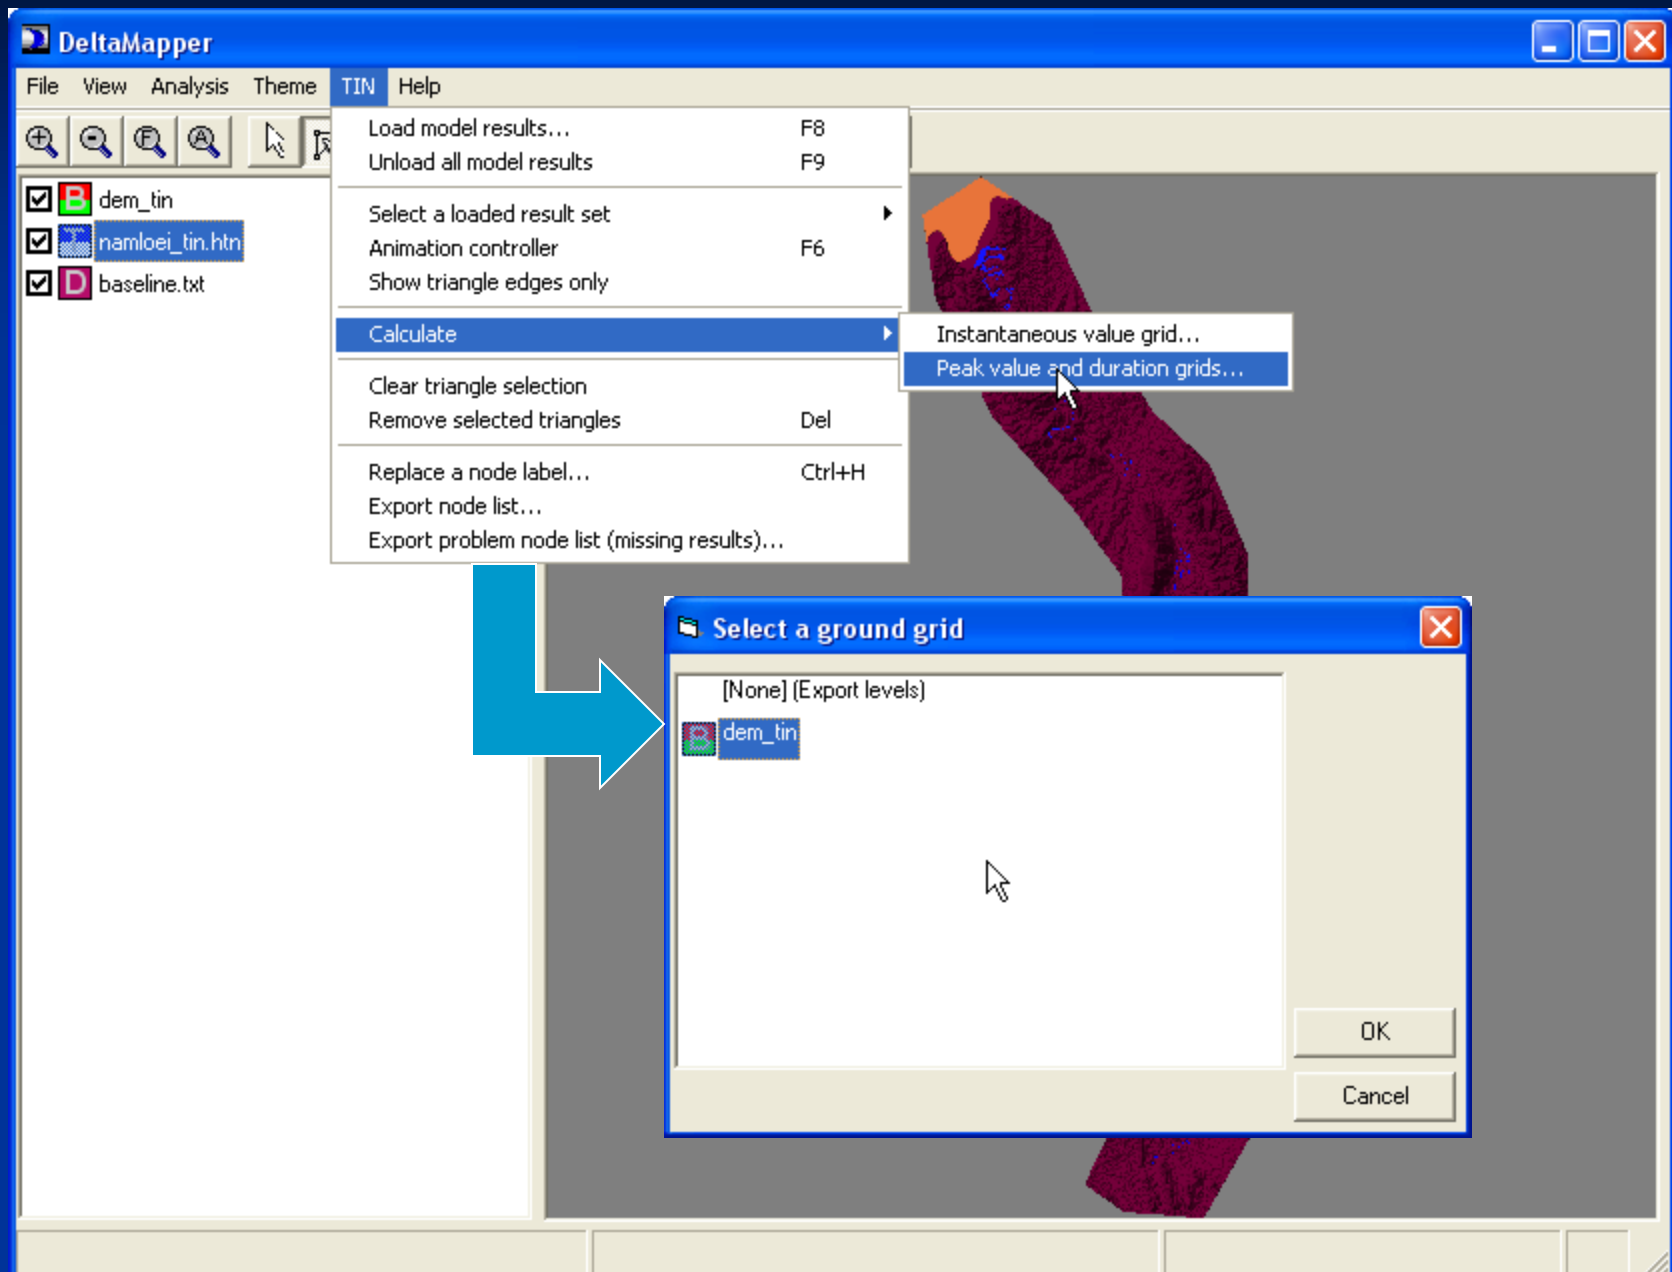 DeltaMapper
File View Analysis Theme TIN Help
Load model results... F8
Unload all model results F9
Select a loaded result set
Animation controller F6
Show triangle edges only
Calculate
Instantaneous value grid...
Peak value and duration grids...
Clear triangle selection
Remove selected triangles Del
Replace a node label... Ctrl+H
Export node list...
Export problem node list (missing results)...
F
A
B dem_tin
namloei_tin.htn
D baseline.txt
Select a ground grid
[None] (Export levels)
B dem_tin
OK
Cancel